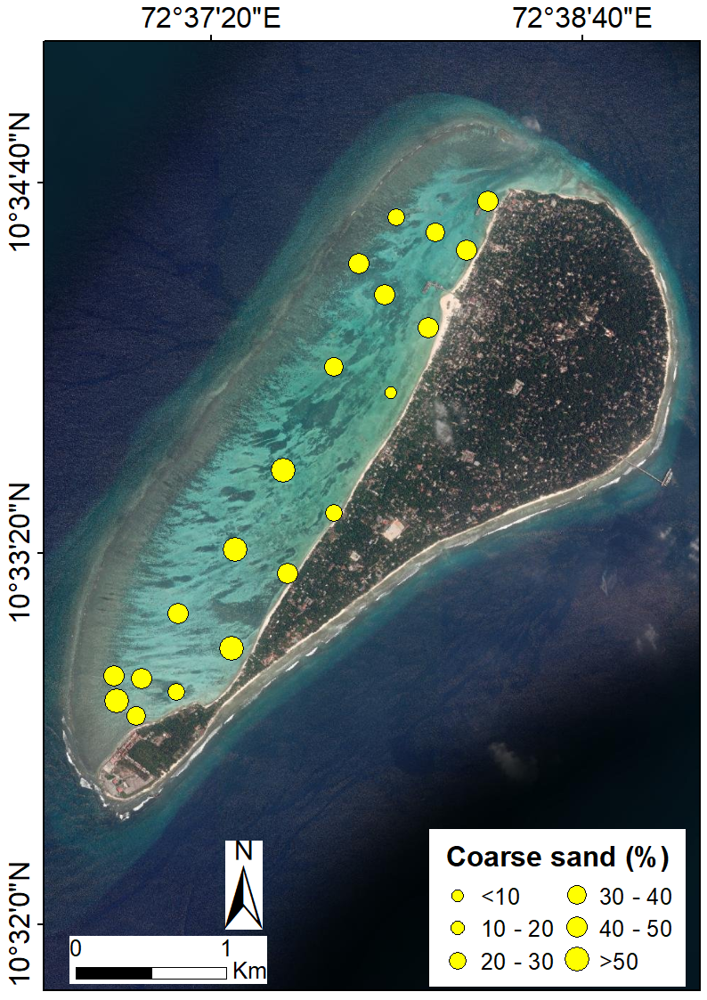 72°37'20"E 72°38'40"E
10°34'40"N
10°33'20"N
10°32'0"N
N
0 1
Km
Coarse sand (%)
<10 30 - 40
10 - 20 40 - 50
20 - 30 >50